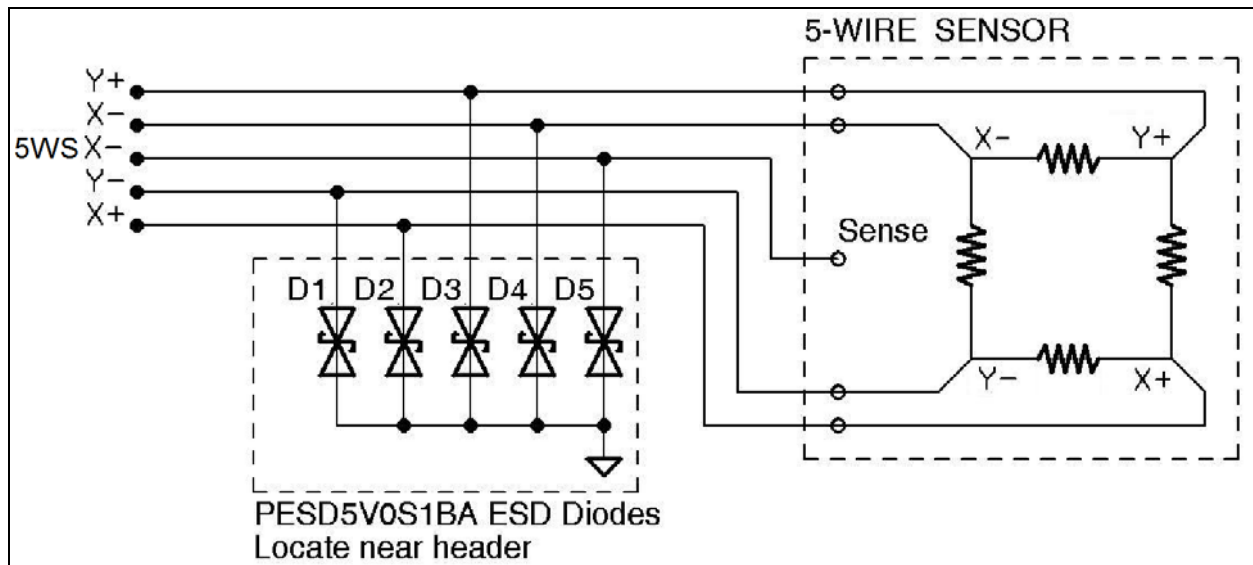 5-WIRE SENSOR
Y+
X-
5WS X-
Y-
X+
X- Y+
Sense
D1 D2 D3 D4 D5
Y- X+
PESD5V0S1BA ESD Diodes
Locate near header